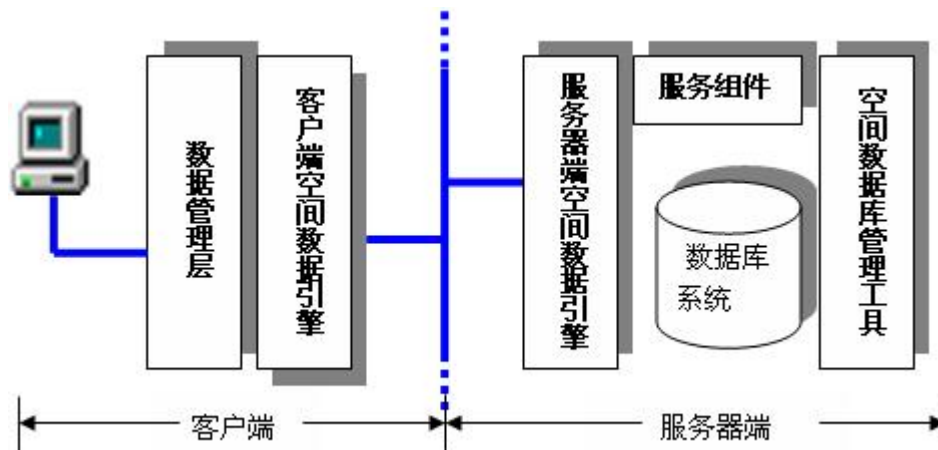 数据管理层
客户端空间数据引擎
服务器端空间数据引擎
服务组件
数据库
系统
空间数据库管理工具
客户端
服务器端